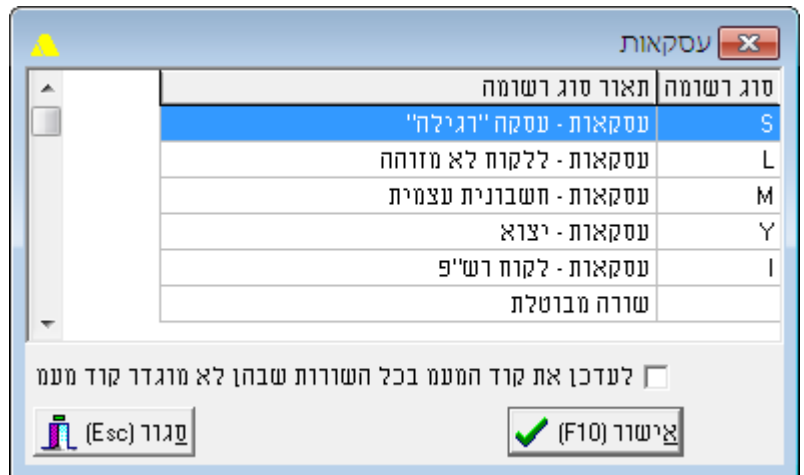 עסקאות
סוג רשומה תאור סוג רשומה
S עסקאות - עסקה "רגילה"
L עסקאות - ללקוח לא מזוהה
M עסקאות - חשבונית עצמית
Y עסקאות - יצוא
I עסקאות - לקוח רש"פ
שורה מבוטלת
לעדכן את קוד המעמ בכל השורות שבהן לא מוגדר קוד מעמ
אישור (F10) סגור (Esc)